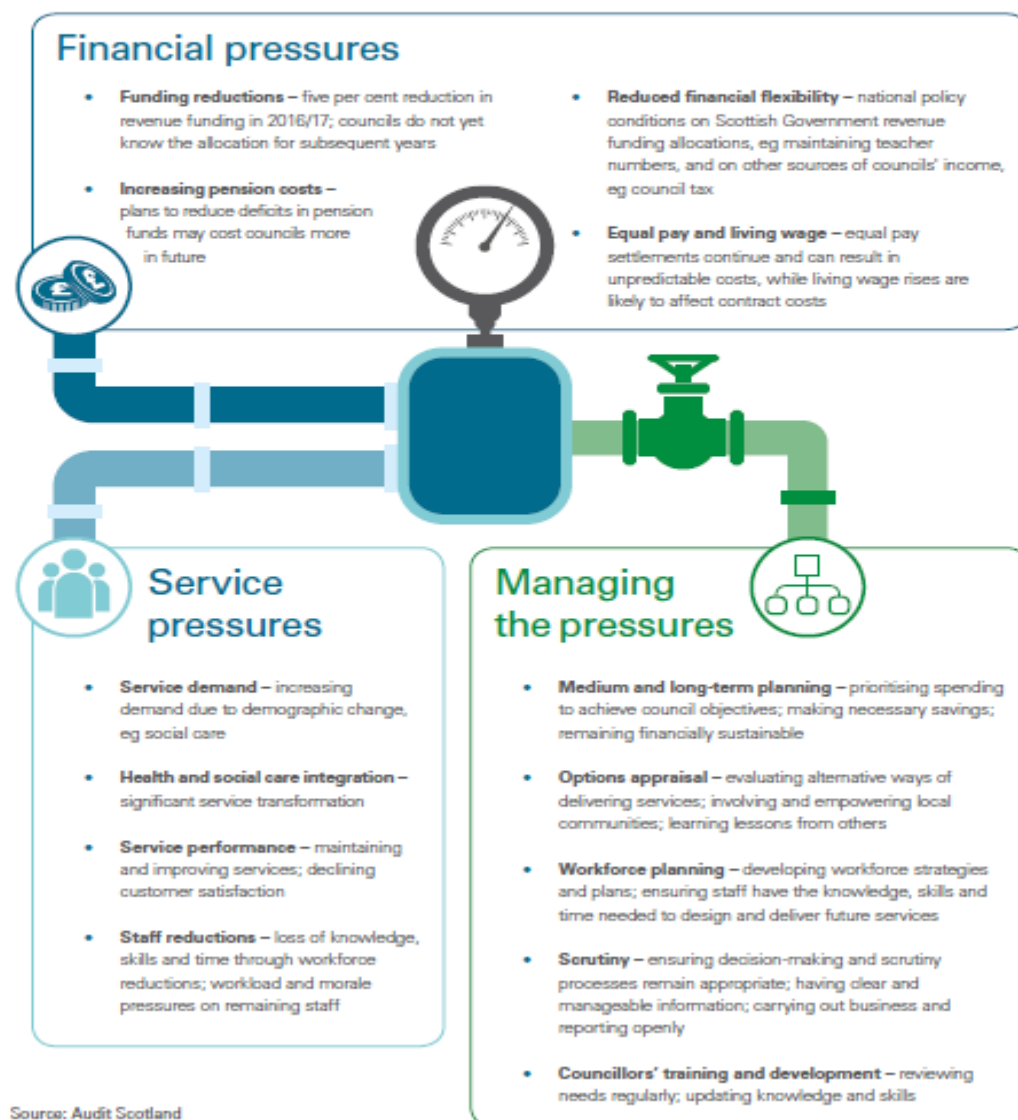 Financial pressures
• Funding reductions – five per cent reduction in
revenue funding in 2016/17; councils do not yet
know the allocation for subsequent years
• Increasing pension costs –
plans to reduce deficits in pension
funds may cost councils more
in future
• Reduced financial flexibility – national policy
conditions on Scottish Government revenue
funding allocations, eg maintaining teacher
numbers, and on other sources of councils' income,
eg council tax
• Equal pay and living wage – equal pay
settlements continue and can result in
unpredictable costs, while living wage rises are
likely to affect contract costs
£
£
Service
pressures
• Service demand – increasing
demand due to demographic change,
eg social care
• Health and social care integration –
significant service transformation
• Service performance – maintaining
and improving services; declining
customer satisfaction
• Staff reductions – loss of knowledge,
skills and time through workforce
reductions; workload and morale
pressures on remaining staff
Managing
the pressures
• Medium and long-term planning – prioritising spending
to achieve council objectives; making necessary savings;
remaining financially sustainable
• Options appraisal – evaluating alternative ways of
delivering services; involving and empowering local
communities; learning lessons from others
• Workforce planning – developing workforce strategies
and plans; ensuring staff have the knowledge, skills and
time needed to design and deliver future services
• Scrutiny – ensuring decision-making and scrutiny
processes remain appropriate; having clear and
manageable information; carrying out business and
reporting openly
• Councillors' training and development – reviewing
needs regularly; updating knowledge and skills
Source: Audit Scotland